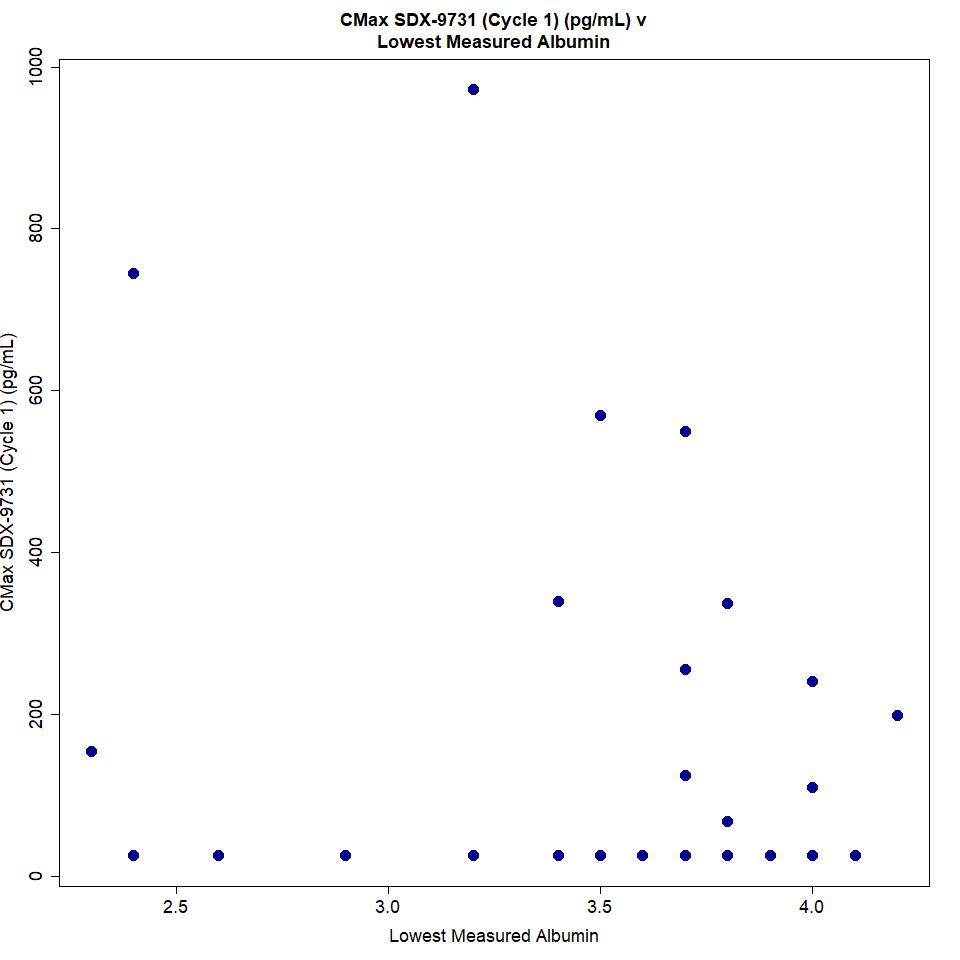 CMax SDX-9731 (Cycle 1) (pg/mL) v
Lowest Measured Albumin
CMax SDX-9731 (Cycle 1) (pg/mL)
1000
800
600
400
200
0
2.5 3.0 3.5 4.0
Lowest Measured Albumin